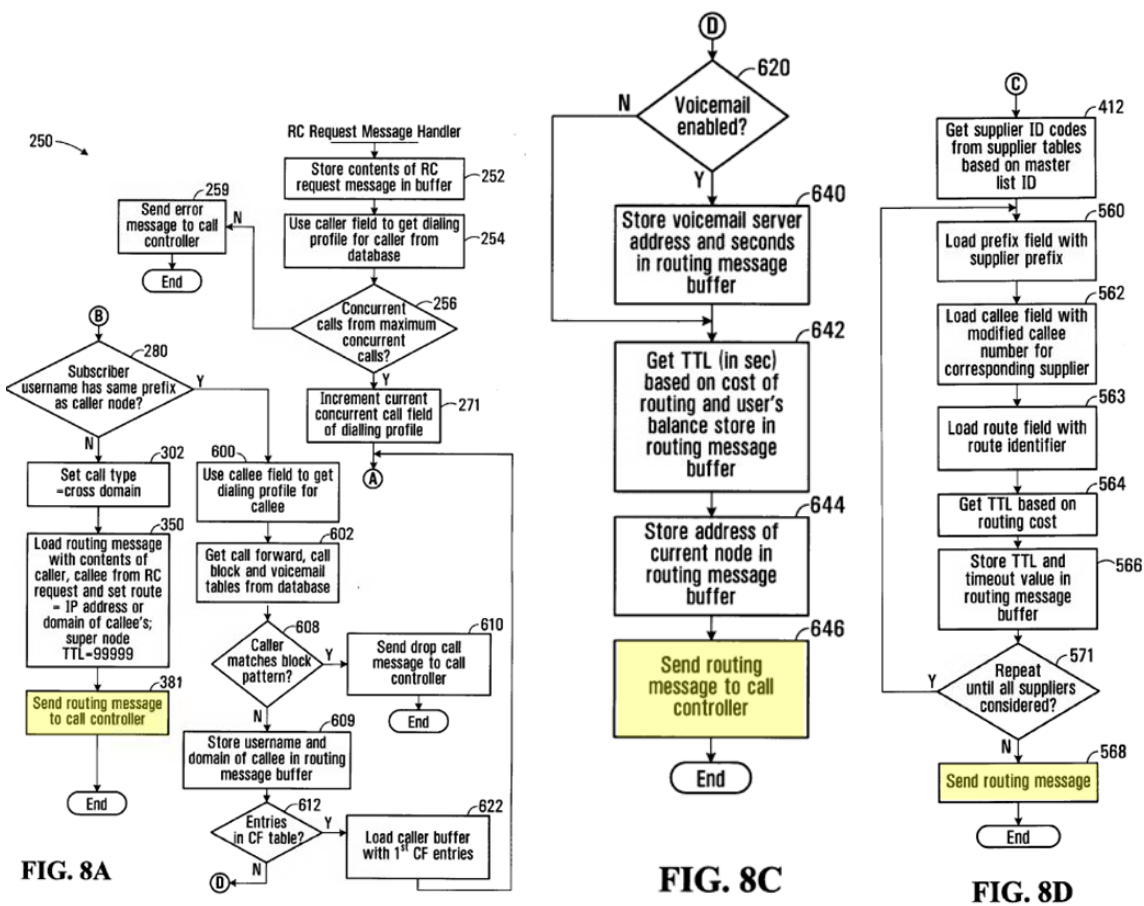 250
RC Request Message Handler
Store contents of RC
request message in buffer
252
Use caller field to get dialing
profile for caller from
database
254
259
Send error
message to call
controller
N
End
256
Concurrent
calls from maximum
concurrent
calls?
Y
271
Increment current
concurrent call field
of dialling profile
A
B
280
Subscriber
username has same prefix
as caller node?
Y
N
302
Set call type
=cross domain
350
Load routing message
with contents of
caller, callee from RC
request and set route
= IP address or
domain of callee's;
super node
TTL=99999
381
Send routing message
to call controller
End
600
Use callee field to get
dialing profile for
callee
602
Get call forward, call
block and voicemail
tables from database
608
Caller
matches block
pattern?
Y
610
Send drop call
message to call
controller
End
N
609
Store username and
domain of callee in routing
message buffer
612
Entries
in CF table?
Y
622
Load caller buffer
with 1st CF entries
N
D
FIG. 8A
D
620
Voicemail
enabled?
N
Y
640
Store voicemail server
address and seconds
in routing message
buffer
642
Get TTL (in sec)
based on cost of
routing and user's
balance store in
routing message
buffer
644
Store address of
current node in
routing message
buffer
646
Send routing
message to call
controller
End
FIG. 8C
C
412
Get supplier ID codes
from supplier tables
based on master
list ID
560
Load prefix field with
supplier prefix
562
Load callee field with
modified callee
number for
corresponding supplier
563
Load route field with
route identifier
564
Get TTL based on
routing cost
566
Store TTL and
timeout value in
routing message
buffer
571
Repeat
until all suppliers
considered?
Y
N
568
Send routing message
End
FIG. 8D